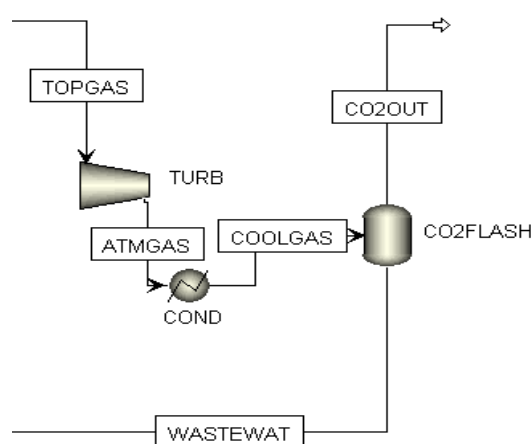 TOPGAS
CO2OUT
TURB
ATMGAS
COOLGAS
CO2FLASH
COND
WASTEWAT